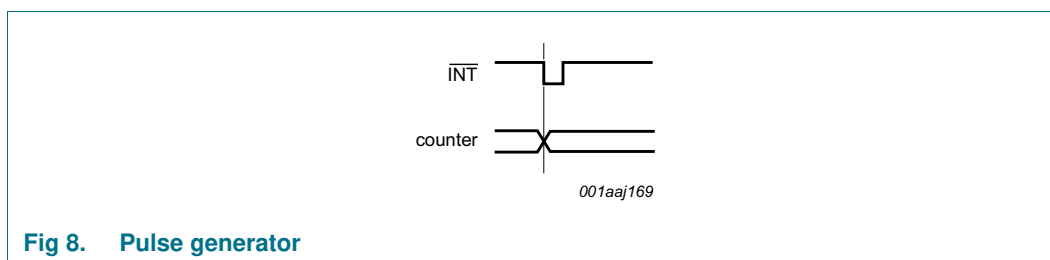 INT
counter
001aaj169
Fig 8. Pulse generator